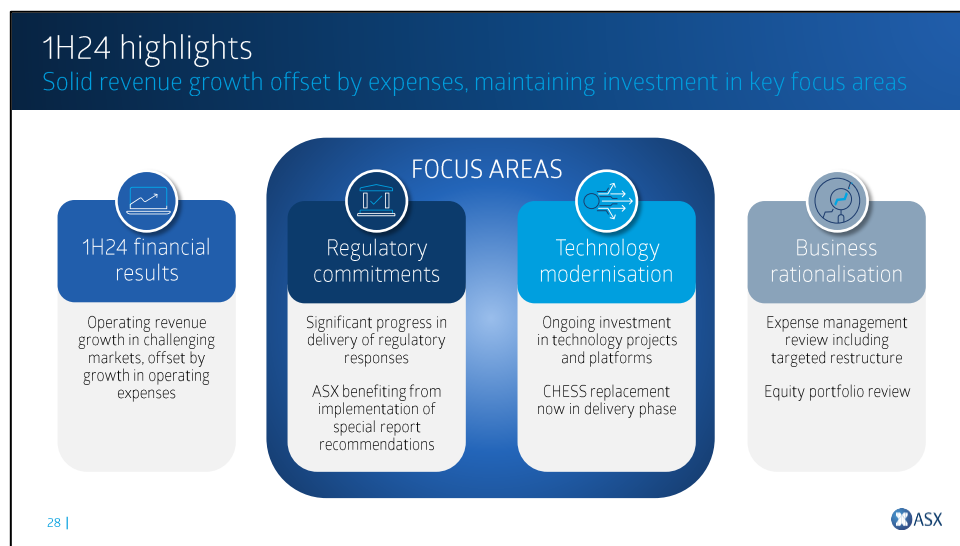 1H24 highlights
Solid revenue growth offset by expenses, maintaining investment in key focus areas
FOCUS AREAS
1H24 financial
results
Operating revenue
growth in challenging
markets, offset by
growth in operating
expenses
Regulatory
commitments
Significant progress in
delivery of regulatory
responses
ASX benefiting from
implementation of
special report
recommendations
Technology
modernisation
Ongoing investment
in technology projects
and platforms
CHESS replacement
now in delivery phase
Business
rationalisation
Expense management
review including
targeted restructure
Equity portfolio review
28 |
ASX